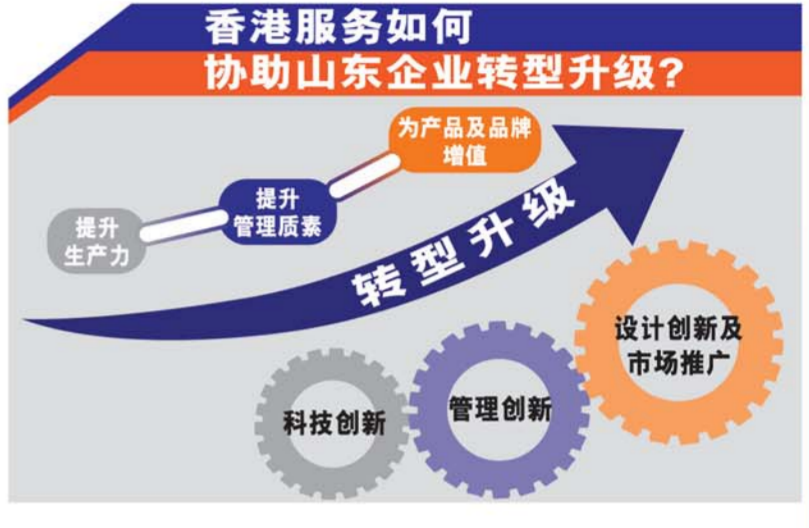 香港服务如何
协助山东企业转型升级?
为产品及品牌
增值
提升
管理质素
提升
生产力
转型升级
设计创新及
市场推广
管理创新
科技创新